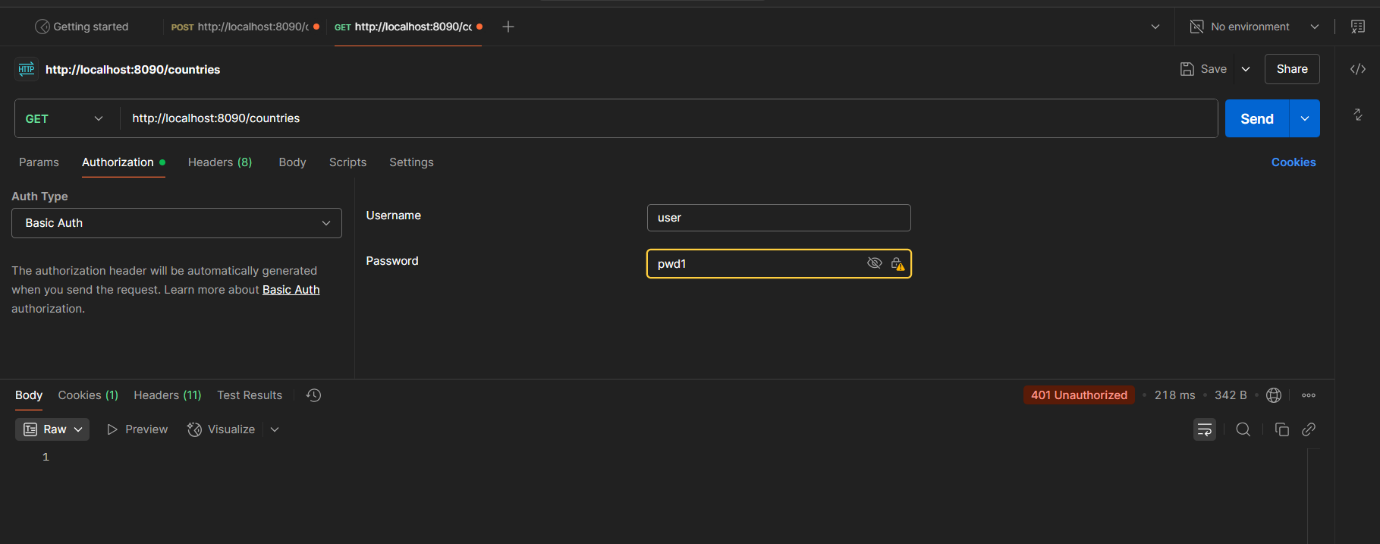 Getting started POST http://localhost:8090/c GET http://localhost:8090/cc No environment
HTTP http://localhost:8090/countries Save Share
GET http://localhost:8090/countries Send
Params Authorization Headers (8) Body Scripts Settings Cookies
Auth Type
Basic Auth
Username user
Password pwd1
The authorization header will be automatically generated
when you send the request. Learn more about Basic Auth
authorization.
Body Cookies (1) Headers (11) Test Results 401 Unauthorized • 218 ms • 342 B
Raw Preview Visualize
1